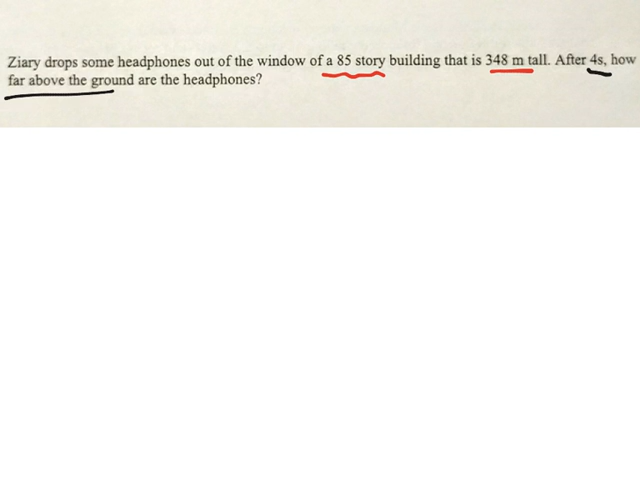 Ziary drops some headphones out of the window of a 85 story building that is 348 m tall. After 4s, how
far above the ground are the headphones?